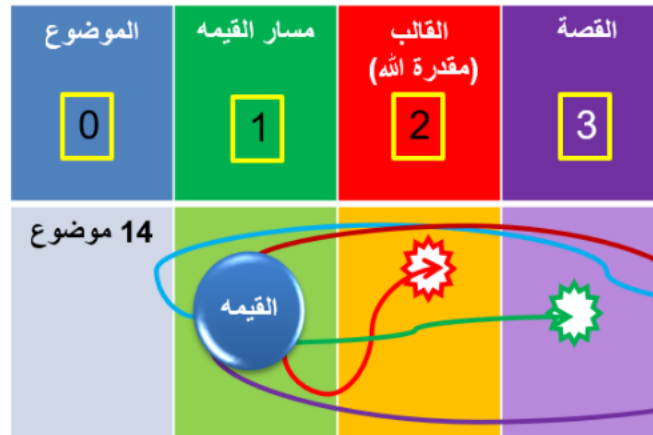 الموضوع
مسار القيمه
القالب
(مقدرة الله)
القصة
0
1
2
3
14 موضوع
القيمه